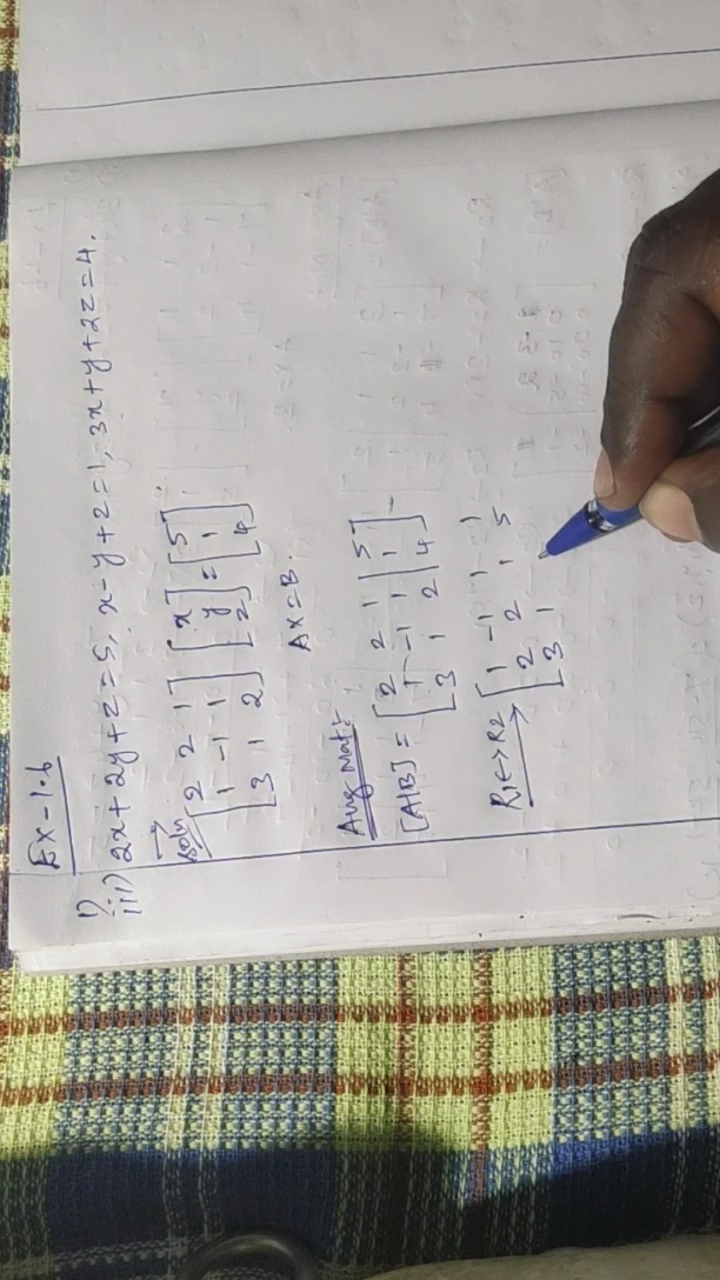 Ex-1.6
1).
iii) 2x+2y+z=5, x-y+z=1, 3x+y+2z=4.
→
Soln
[2 2 1] [x] [5]
[1 -1 1] [y] = [1]
[3 1 2] [z] [4]
AX=B.
Aug Mat:
[A|B] = [2 2 1 | 5]
[1 -1 1 | 1]
[3 1 2 | 4]
R1↔R2 [1 -1 1 1
2 2 1 5
[3 1